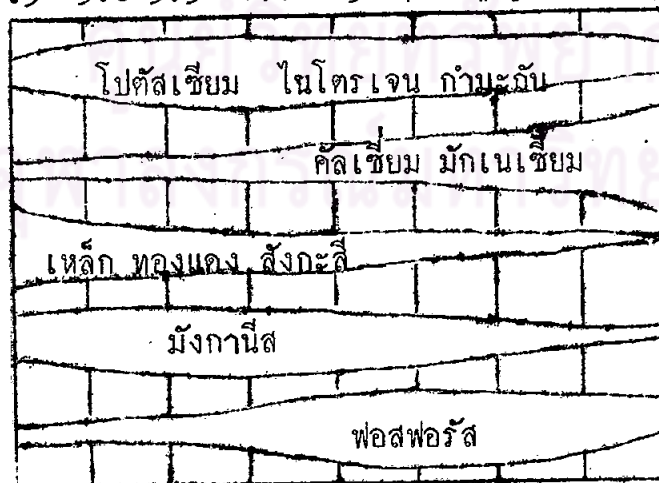 โปตัสเซียม ไนโตรเจน กำมะถัน
คัลเซี่ยม มักเนเซี่ยม
เหล็ก ทองแดง สังกะสี
มังกานีส
ฟอสฟอรัส